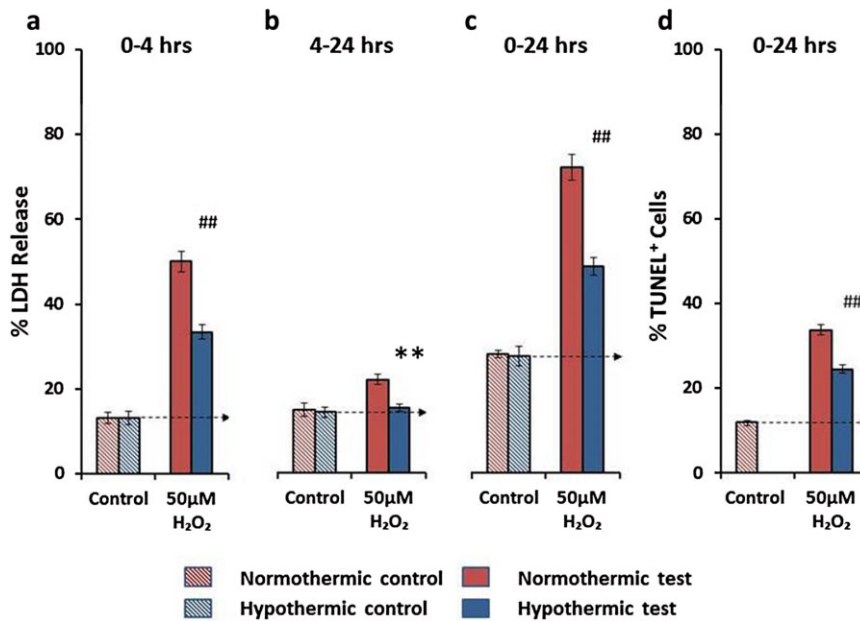 a
0-4 hrs
b
4-24 hrs
c
0-24 hrs
d
0-24 hrs
% LDH Release
100
80
60
40
20
0
##
Control
50µM
H₂O₂
**
Control
50µM
H₂O₂
##
Control
50µM
H₂O₂
% TUNEL⁺ Cells
100
80
60
40
20
0
##
Control
50µM
H₂O₂
Normothermic control
Normothermic test
Hypothermic control
Hypothermic test